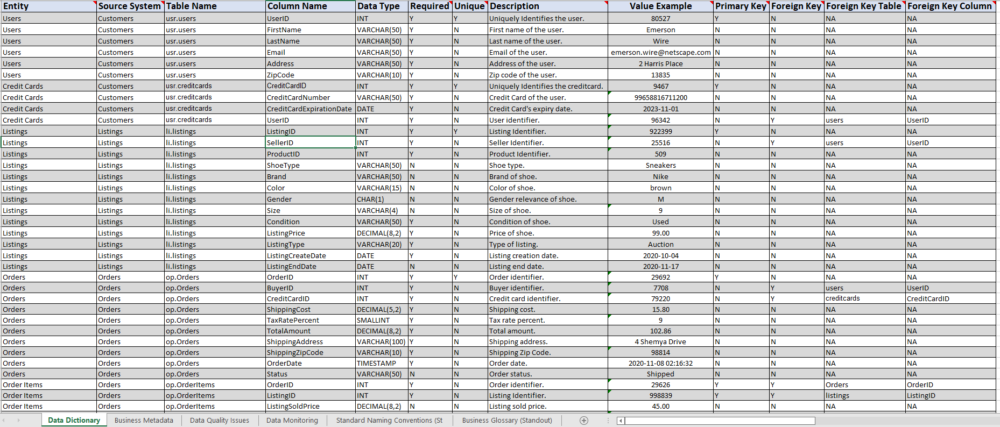 Entity Source System Table Name Column Name Data Type Required Unique Description Value Example Primary Key Foreign Key Foreign Key Table Foreign Key Column
Users Customers usr.users UserID INT Y Y Uniquely Identifies the user. 80527 Y N NA NA
Users Customers usr.users FirstName VARCHAR(50) Y N First name of the user. Emerson N N NA NA
Users Customers usr.users LastName VARCHAR(50) Y N Last name of the user. Wire N N NA NA
Users Customers usr.users Email VARCHAR(50) Y N Email of the user. emerson.wire@netscape.com N N NA NA
Users Customers usr.users Address VARCHAR(50) Y N Address of the user. 2 Harris Place N N NA NA
Users Customers usr.users ZipCode VARCHAR(10) Y N Zip code of the user. 13835 N N NA NA
Credit Cards Customers usr.creditcards CreditCardID INT Y Y Uniquely Identifies the creditcard. 9467 Y N NA NA
Credit Cards Customers usr.creditcards CreditCardNumber VARCHAR(50) Y N Credit Card of the user. 99658816711200 N N NA NA
Credit Cards Customers usr.creditcards CreditCardExpirationDate DATE Y N Credit Card's expiry date. 2023-11-01 N N NA NA
Credit Cards Customers usr.creditcards UserID INT Y N User identifier. 96342 N Y users UserID
Listings Listings li.listings ListingID INT Y Y Listing Identifier. 922399 Y N NA NA
Listings Listings li.listings SellerID INT Y N Seller Identifier. 25516 N Y users UserID
Listings Listings li.listings ProductID INT Y N Product Identifier. 509 N N NA NA
Listings Listings li.listings ShoeType VARCHAR(50) N N Shoe type. Sneakers N N NA NA
Listings Listings li.listings Brand VARCHAR(50) N N Brand of shoe. Nike N N NA NA
Listings Listings li.listings Color VARCHAR(15) N N Color of shoe. brown N N NA NA
Listings Listings li.listings Gender CHAR(1) N N Gender relevance of shoe. M N N NA NA
Listings Listings li.listings Size VARCHAR(4) N N Size of shoe. 9 N N NA NA
Listings Listings li.listings Condition VARCHAR(50) Y N Condition of shoe. Used N N NA NA
Listings Listings li.listings ListingPrice DECIMAL(8,2) Y N Price of shoe. 99.00 N N NA NA
Listings Listings li.listings ListingType VARCHAR(20) Y N Type of listing. Auction N N NA NA
Listings Listings li.listings ListingCreateDate DATE Y N Listing creation date. 2020-10-04 N N NA NA
Listings Listings li.listings ListingEndDate DATE N N Listing end date. 2020-11-17 N N NA NA
Orders Orders op.Orders OrderID INT Y Y Order identifier. 29692 Y N NA NA
Orders Orders op.Orders BuyerID INT Y N Buyer identifier. 7708 N Y users UserID
Orders Orders op.Orders CreditCardID INT Y N Credit card identifier. 79220 N Y creditcards CreditCardID
Orders Orders op.Orders ShippingCost DECIMAL(5,2) Y N Shipping cost. 15.80 N N NA NA
Orders Orders op.Orders TaxRatePercent SMALLINT Y N Tax rate percent. 9 N N NA NA
Orders Orders op.Orders TotalAmount DECIMAL(8,2) Y N Total amount. 102.86 N N NA NA
Orders Orders op.Orders ShippingAddress VARCHAR(100) Y N Shipping address. 4 Shemya Drive N N NA NA
Orders Orders op.Orders ShippingZipCode VARCHAR(10) Y N Shipping Zip Code. 98814 N N NA NA
Orders Orders op.Orders OrderDate TIMESTAMP Y N Order date. 2020-11-08 02:16:32 N N NA NA
Orders Orders op.Orders Status VARCHAR(50) N N Order status. Shipped N N NA NA
Order Items Orders op.OrderItems OrderID INT Y N Order identifier. 29626 Y Y Orders OrderID
Order Items Orders op.OrderItems ListingID INT Y N Listing Identifier. 998839 Y Y listings ListingID
Order Items Orders op.OrderItems ListingSoldPrice DECIMAL(8,2) N N Listing sold price. 45.00 N N NA NA
Data Dictionary Business Metadata Data Quality Issues Data Monitoring Standard Naming Conventions (St Business Glossary (Standout)